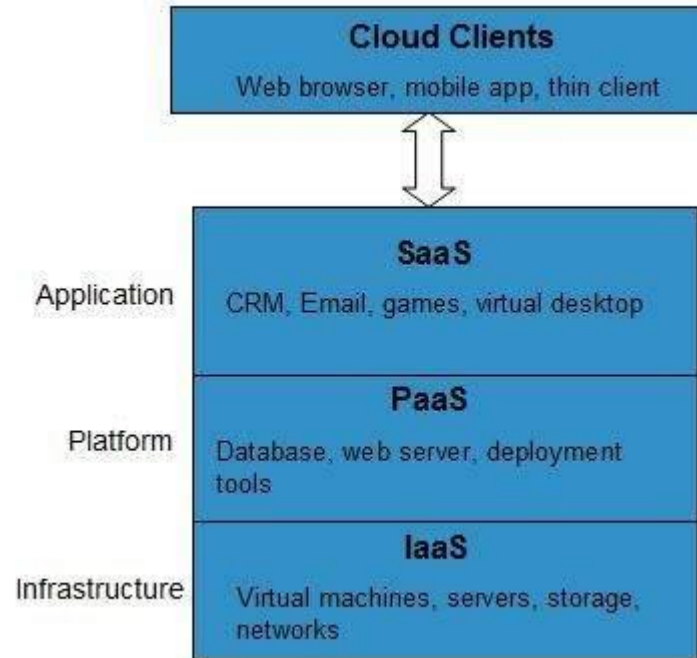 Cloud Clients
Web browser, mobile app, thin client
SaaS
Application
CRM, Email, games, virtual desktop
PaaS
Platform
Database, web server, deployment
tools
IaaS
Infrastructure
Virtual machines, servers, storage,
networks